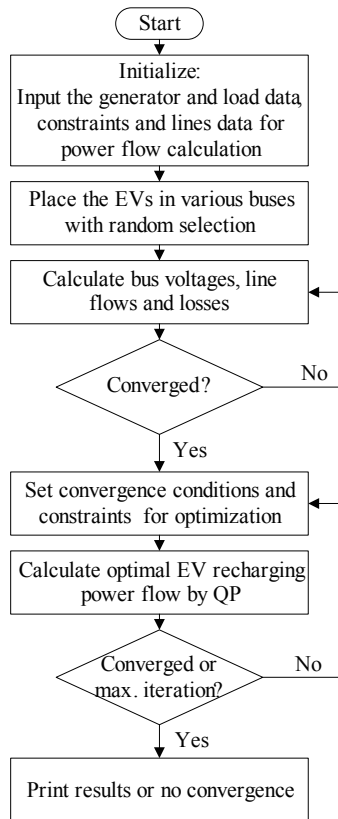 Start
Initialize:
Input the generator and load data,
constraints and lines data for
power flow calculation
Place the EVs in various buses
with random selection
Calculate bus voltages, line
flows and losses
Converged?
No
Yes
Set convergence conditions and
constraints for optimization
Calculate optimal EV recharging
power flow by QP
Converged or
max. iteration?
No
Yes
Print results or no convergence